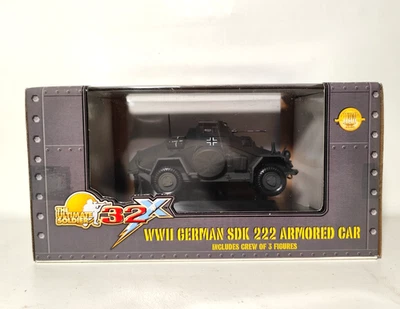 THE
ULTIMATE
SOLDIER
32X
WWII GERMAN SDK 222 ARMORED CAR
INCLUDES CREW OF 3 FIGURES